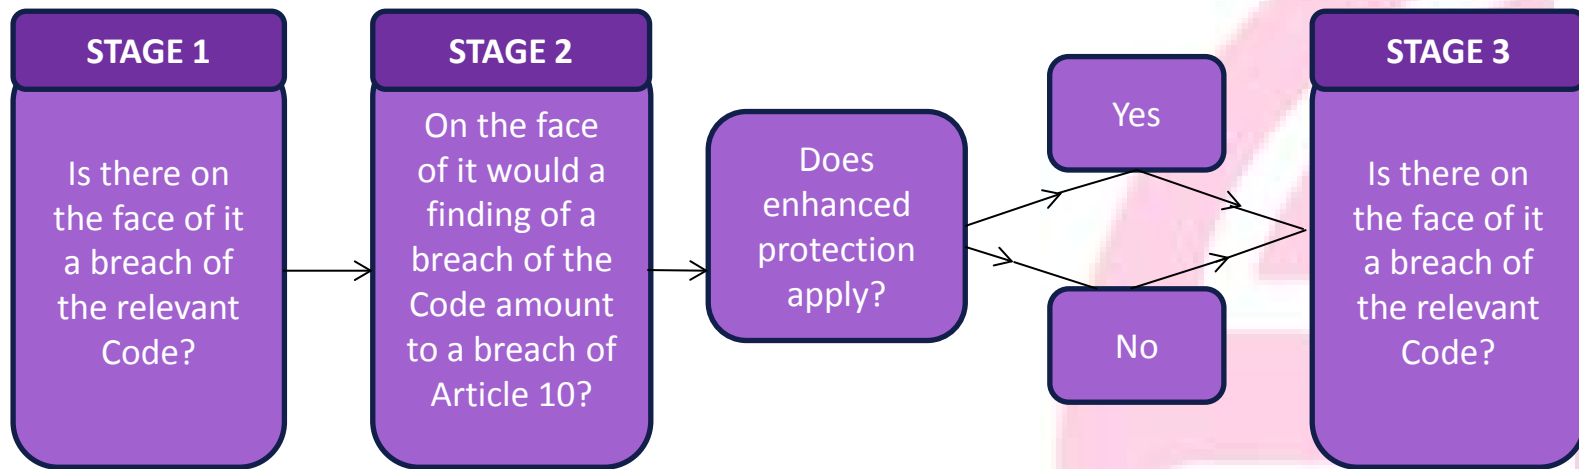 STAGE 1
Is there on
the face of it
a breach of
the relevant
Code?
STAGE 2
On the face
of it would a
finding of a
breach of the
Code amount
to a breach of
Article 10?
Does
enhanced
protection
apply?
Yes
No
STAGE 3
Is there on
the face of it
a breach of
the relevant
Code?